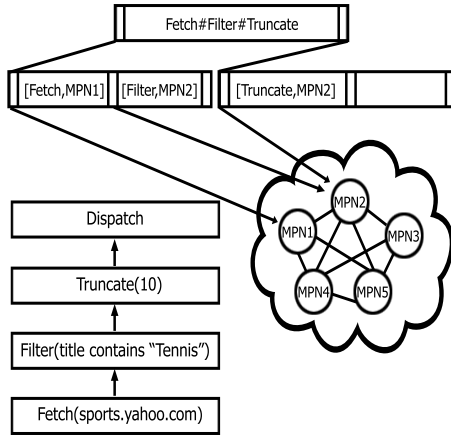 Fetch#Filter#Truncate
[Fetch,MPN1] [Filter,MPN2] [Truncate,MPN2]
MPN2
MPN1
MPN3
MPN4
MPN5
Dispatch
Truncate(10)
Filter(title contains “Tennis”)
Fetch(sports.yahoo.com)